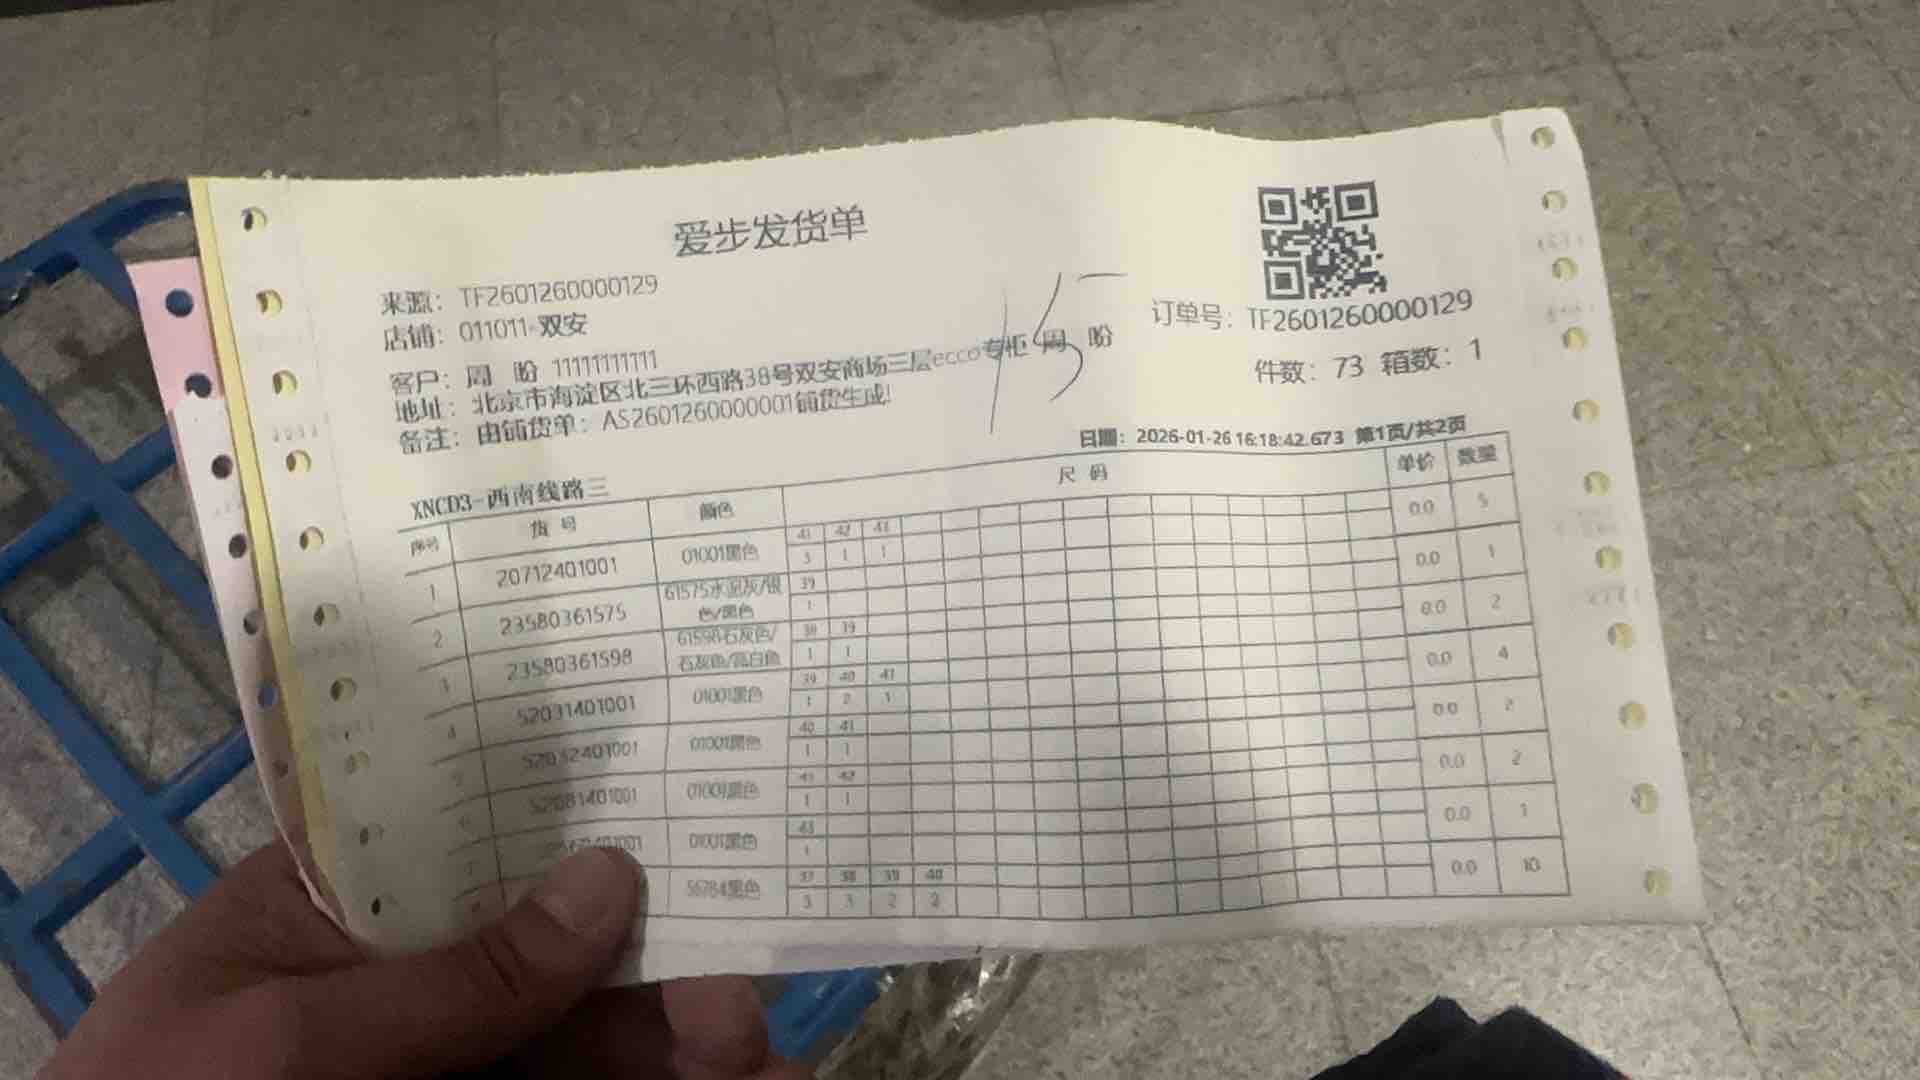 爱步发货单
来源: TF2601260000129
店铺: 011011-双安
订单号: TF2601260000129
客户: 周 盼 11111111111
件数: 73 箱数: 1
地址: 北京市海淀区北三环西路38号双安商场三层ecco专柜 周 盼
备注: 由铺货单: AS2601260000001铺货生成!
日期: 2026-01-26 16:18:42.673 第1页/共2页
XNCD3-西南线路三
序号 货号 颜色 尺码 单价 数量
41 42 43
1 20712401001 01001黑色 3 1 1 0.0 5
39
2 23580361575 61575水泥灰/银色/黑色 1 0.0 1
38 39
3 23580361598 61598石灰色/石灰色/亮白色 1 1 0.0 2
39 40 41
4 52031401001 01001黑色 1 2 1 0.0 4
40 41
5 52032401001 01001黑色 1 1 0.0 2
41 42
6 01001黑色 1 1 0.0 2
43
7 01001黑色 1 0.0 1
37 38 39 40
56784黑色 3 3 2 2 0.0 10